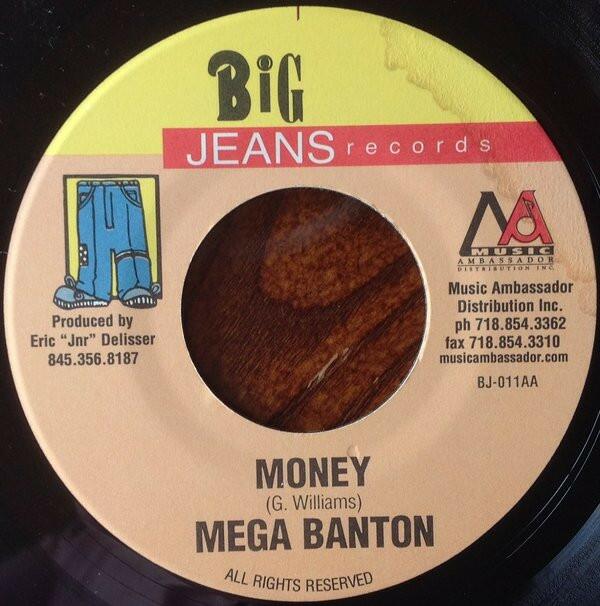 BiG
JEANS records
Produced by
Eric "Jnr" Delisser
845.356.8187
MA
MUSIC
AMBASSADOR
DISTRIBUTION INC.
Music Ambassador
Distribution Inc.
ph 718.854.3362
fax 718.854.3310
musicambassador.com
BJ-011AA
MONEY
(G. Williams)
MEGA BANTON
ALL RIGHTS RESERVED